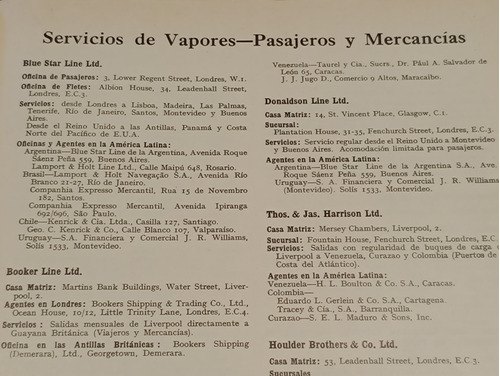 Servicios de Vapores—Pasajeros y Mercancías
Blue Star Line Ltd.
Oficina de Pasajeros: 3, Lower Regent Street, Londres, W.1.
Oficina de Fletes: Albion House, 34, Leadenhall Street,
Londres, E.C.3.
Servicios: desde Londres a Lisboa, Madeira, Las Palmas,
Tenerife, Río de Janeiro, Santos, Montevideo y Buenos
Aires.
Desde el Reino Unido a las Antillas, Panamá y Costa
Norte del Pacífico de E.U.A.
Oficinas y Agentes en la América Latina:
Argentina—Blue Star Line de la Argentina, Avenida Roque
Sáenz Peña 559, Buenos Aires.
Lamport & Holt Line Ltd., Calle Maipú 648, Rosario.
Brasil—Lamport & Holt Navegação S.A., Avenida Río
Branco 21-27, Río de Janeiro.
Companhia Expresso Mercantil, Rua 15 de Novembro
182, Santos.
Companhia Expresso Mercantil, Avenida Ipiranga
692/696, São Paulo.
Chile—Kenrick & Cía. Ltda., Casilla 127, Santiago.
Geo. C. Kenrick & Co., Calle Blanco 107, Valparaíso.
Uruguay—S.A. Financiera y Comercial J. R. Williams,
Solís 1533, Montevideo.
Booker Line Ltd.
Casa Matriz: Martins Bank Buildings, Water Street, Liver-
pool, 2.
Agentes en Londres: Bookers Shipping & Trading Co., Ltd.,
Ocean House, 10/12, Little Trinity Lane, Londres, E.C.4.
Servicios: Salidas mensales de Liverpool directamente a
Guayana Británica (Viajeros y Mercancías).
Oficina en las Antillas Británicas: Bookers Shipping
(Demerara), Ltd., Georgetown, Demerara.
Venezuela—Taurel y Cía., Sucrs., Dr. Pául A. Salvador de
León 65, Caracas.
J. J. Jugo D., Comercio 9 Altos, Maracaibo.
Donaldson Line Ltd.
Casa Matriz: 14, St. Vincent Place, Glasgow, C.1.
Sucursal:
Plantation House, 31-35, Fenchurch Street, Londres, E.C.3.
Servicios: Servicio regular desde el Reino Unido a Montevideo
y Buenos Aires. Acomodación limitada para pasajeros.
Agentes en la América Latina:
Argentina—Blue Star Line de la Argentina S.A., Ave.
Roque Sáenz Peña 559, Buenos Aires.
Uruguay—S. A. Financiera y Comercial J. R. Williams
(Montevideo). Solís 1533, Montevideo.
Thos. & Jas. Harrison Ltd.
Casa Matriz: Mersey Chambers, Liverpool, 2.
Sucursal: Fountain House, Fenchurch Street, Londres, E.C
Servicios: Salidas con regularidad de buques de carga
Liverpool a Venezuela, Curazao y Colombia (Puertos de
Costa del Atlántico).
Agentes en la América Latina:
Venezuela—H. L. Boulton & Co. S.A., Caracas.
Colombia—
Eduardo L. Gerlein & Co. S.A., Cartagena.
Tracey & Cía., S.A., Barranquilla.
Curazao—S. E. L. Maduro & Sons, Inc.
Houlder Brothers & Co. Ltd.
Casa Matriz: 53, Leadenhall Street, Londres, E.C.3.
Sucursales